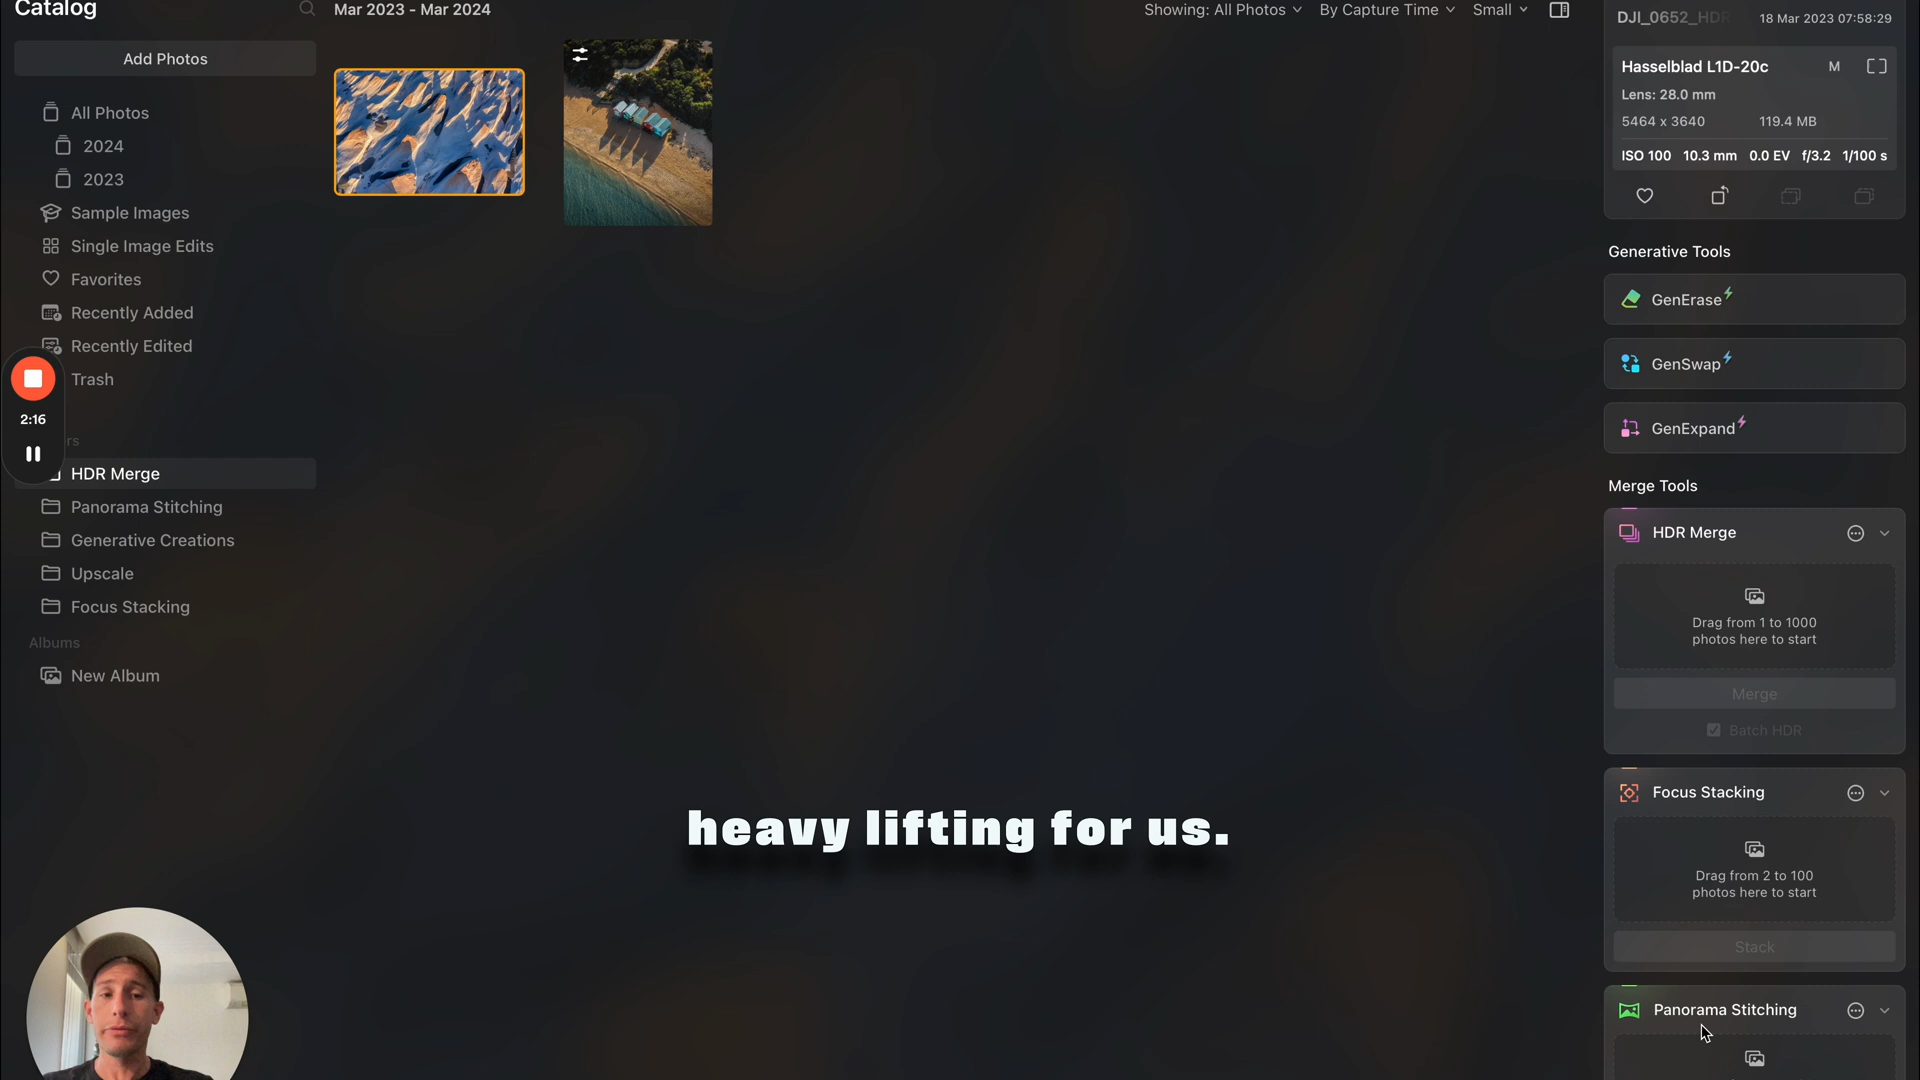 Catalog
Mar 2023 - Mar 2024
Showing: All Photos
By Capture Time
Small
Add Photos
All Photos
2024
2023
Sample Images
Single Image Edits
Favorites
Recently Added
Recently Edited
Trash
2:16
rs
HDR Merge
Panorama Stitching
Generative Creations
Upscale
Focus Stacking
Albums
New Album
heavy lifting for us.
DJI_0652_HDR
18 Mar 2023 07:58:29
Hasselblad L1D-20c
M
Lens: 28.0 mm
5464 x 3640
119.4 MB
ISO 100
10.3 mm
0.0 EV
f/3.2
1/100 s
Generative Tools
GenErase
GenSwap
GenExpand
Merge Tools
HDR Merge
Drag from 1 to 1000
photos here to start
Merge
Batch HDR
Focus Stacking
Drag from 2 to 100
photos here to start
Stack
Panorama Stitching